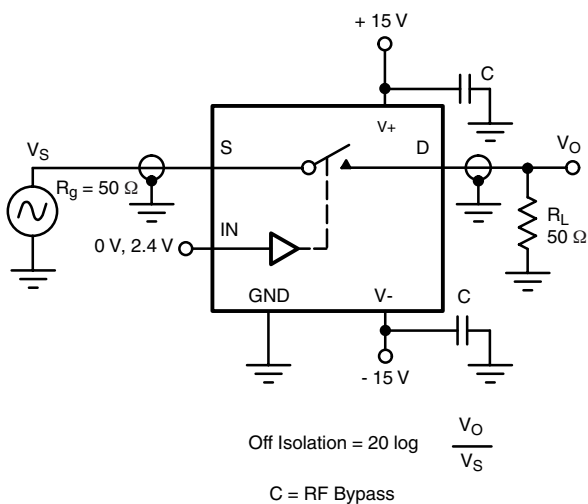 + 15 V
C
V+
V_S
S
D
V_O
R_g = 50 Ω
R_L
50 Ω
0 V, 2.4 V
IN
GND
V-
C
- 15 V
Off Isolation = 20 log V_O / V_S
C = RF Bypass